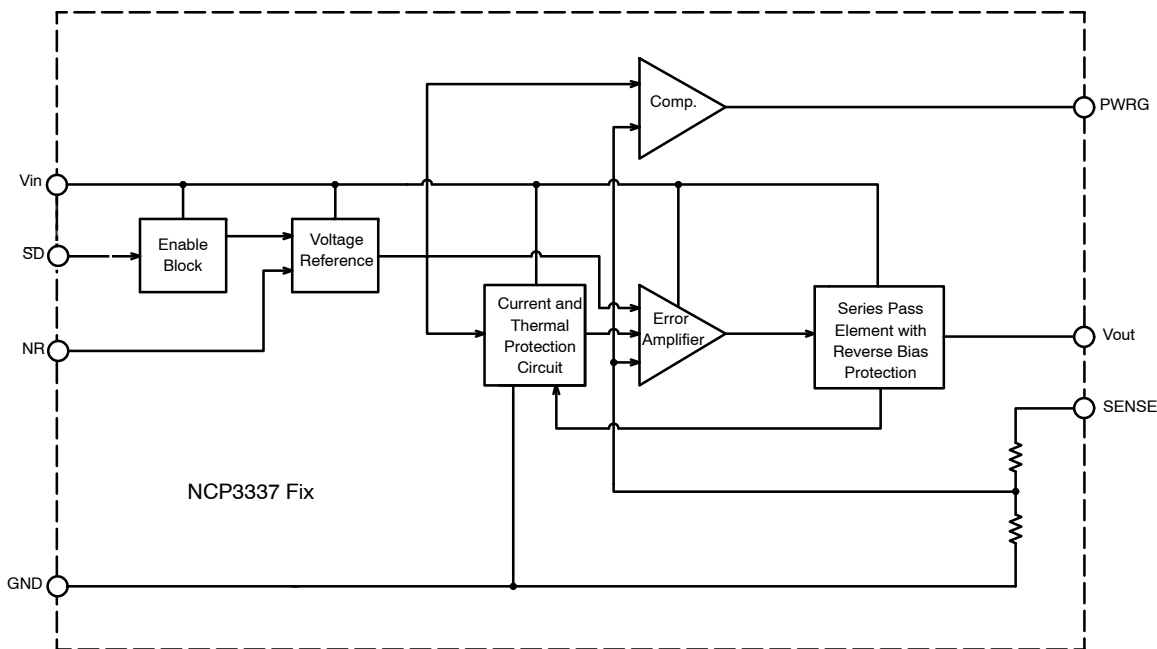 Comp.
PWRG
Vin
Enable
Block
Voltage
Reference
SD
NR
Current and
Thermal
Protection
Circuit
Error
Amplifier
Series Pass
Element with
Reverse Bias
Protection
Vout
SENSE
NCP3337 Fix
GND